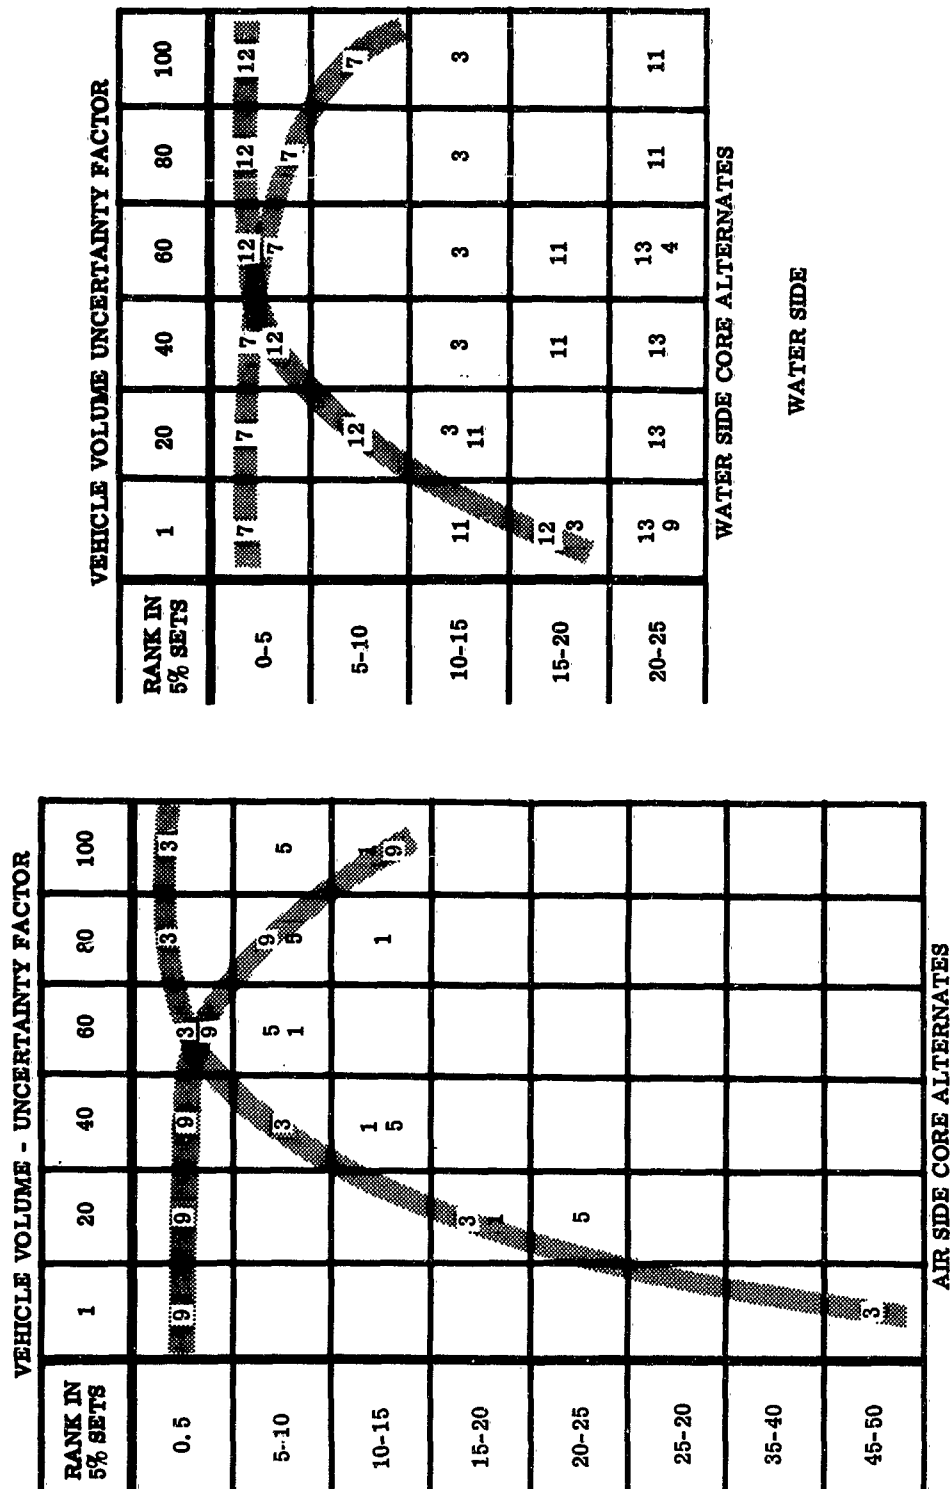 VEHICLE VOLUME - UNCERTAINTY FACTOR
RANK IN 5% SETS 1 20 40 60 80 100
0.5 9 9 9 3 9 3 3
5-10 3 5 1 9 5 5
10-15 1 5 1 1 9
15-20 3 1
20-25 5
25-20
35-40
45-50 3
AIR SIDE CORE ALTERNATES
VEHICLE VOLUME UNCERTAINTY FACTOR
RANK IN 5% SETS 1 20 40 60 80 100
0-5 7 7 7 12 12 7 12 7 12
5-10 12 7
10-15 11 3 11 3 3 3 3
15-20 12 3 11 11
20-25 13 9 13 13 13 4 11 11
WATER SIDE CORE ALTERNATES
WATER SIDE